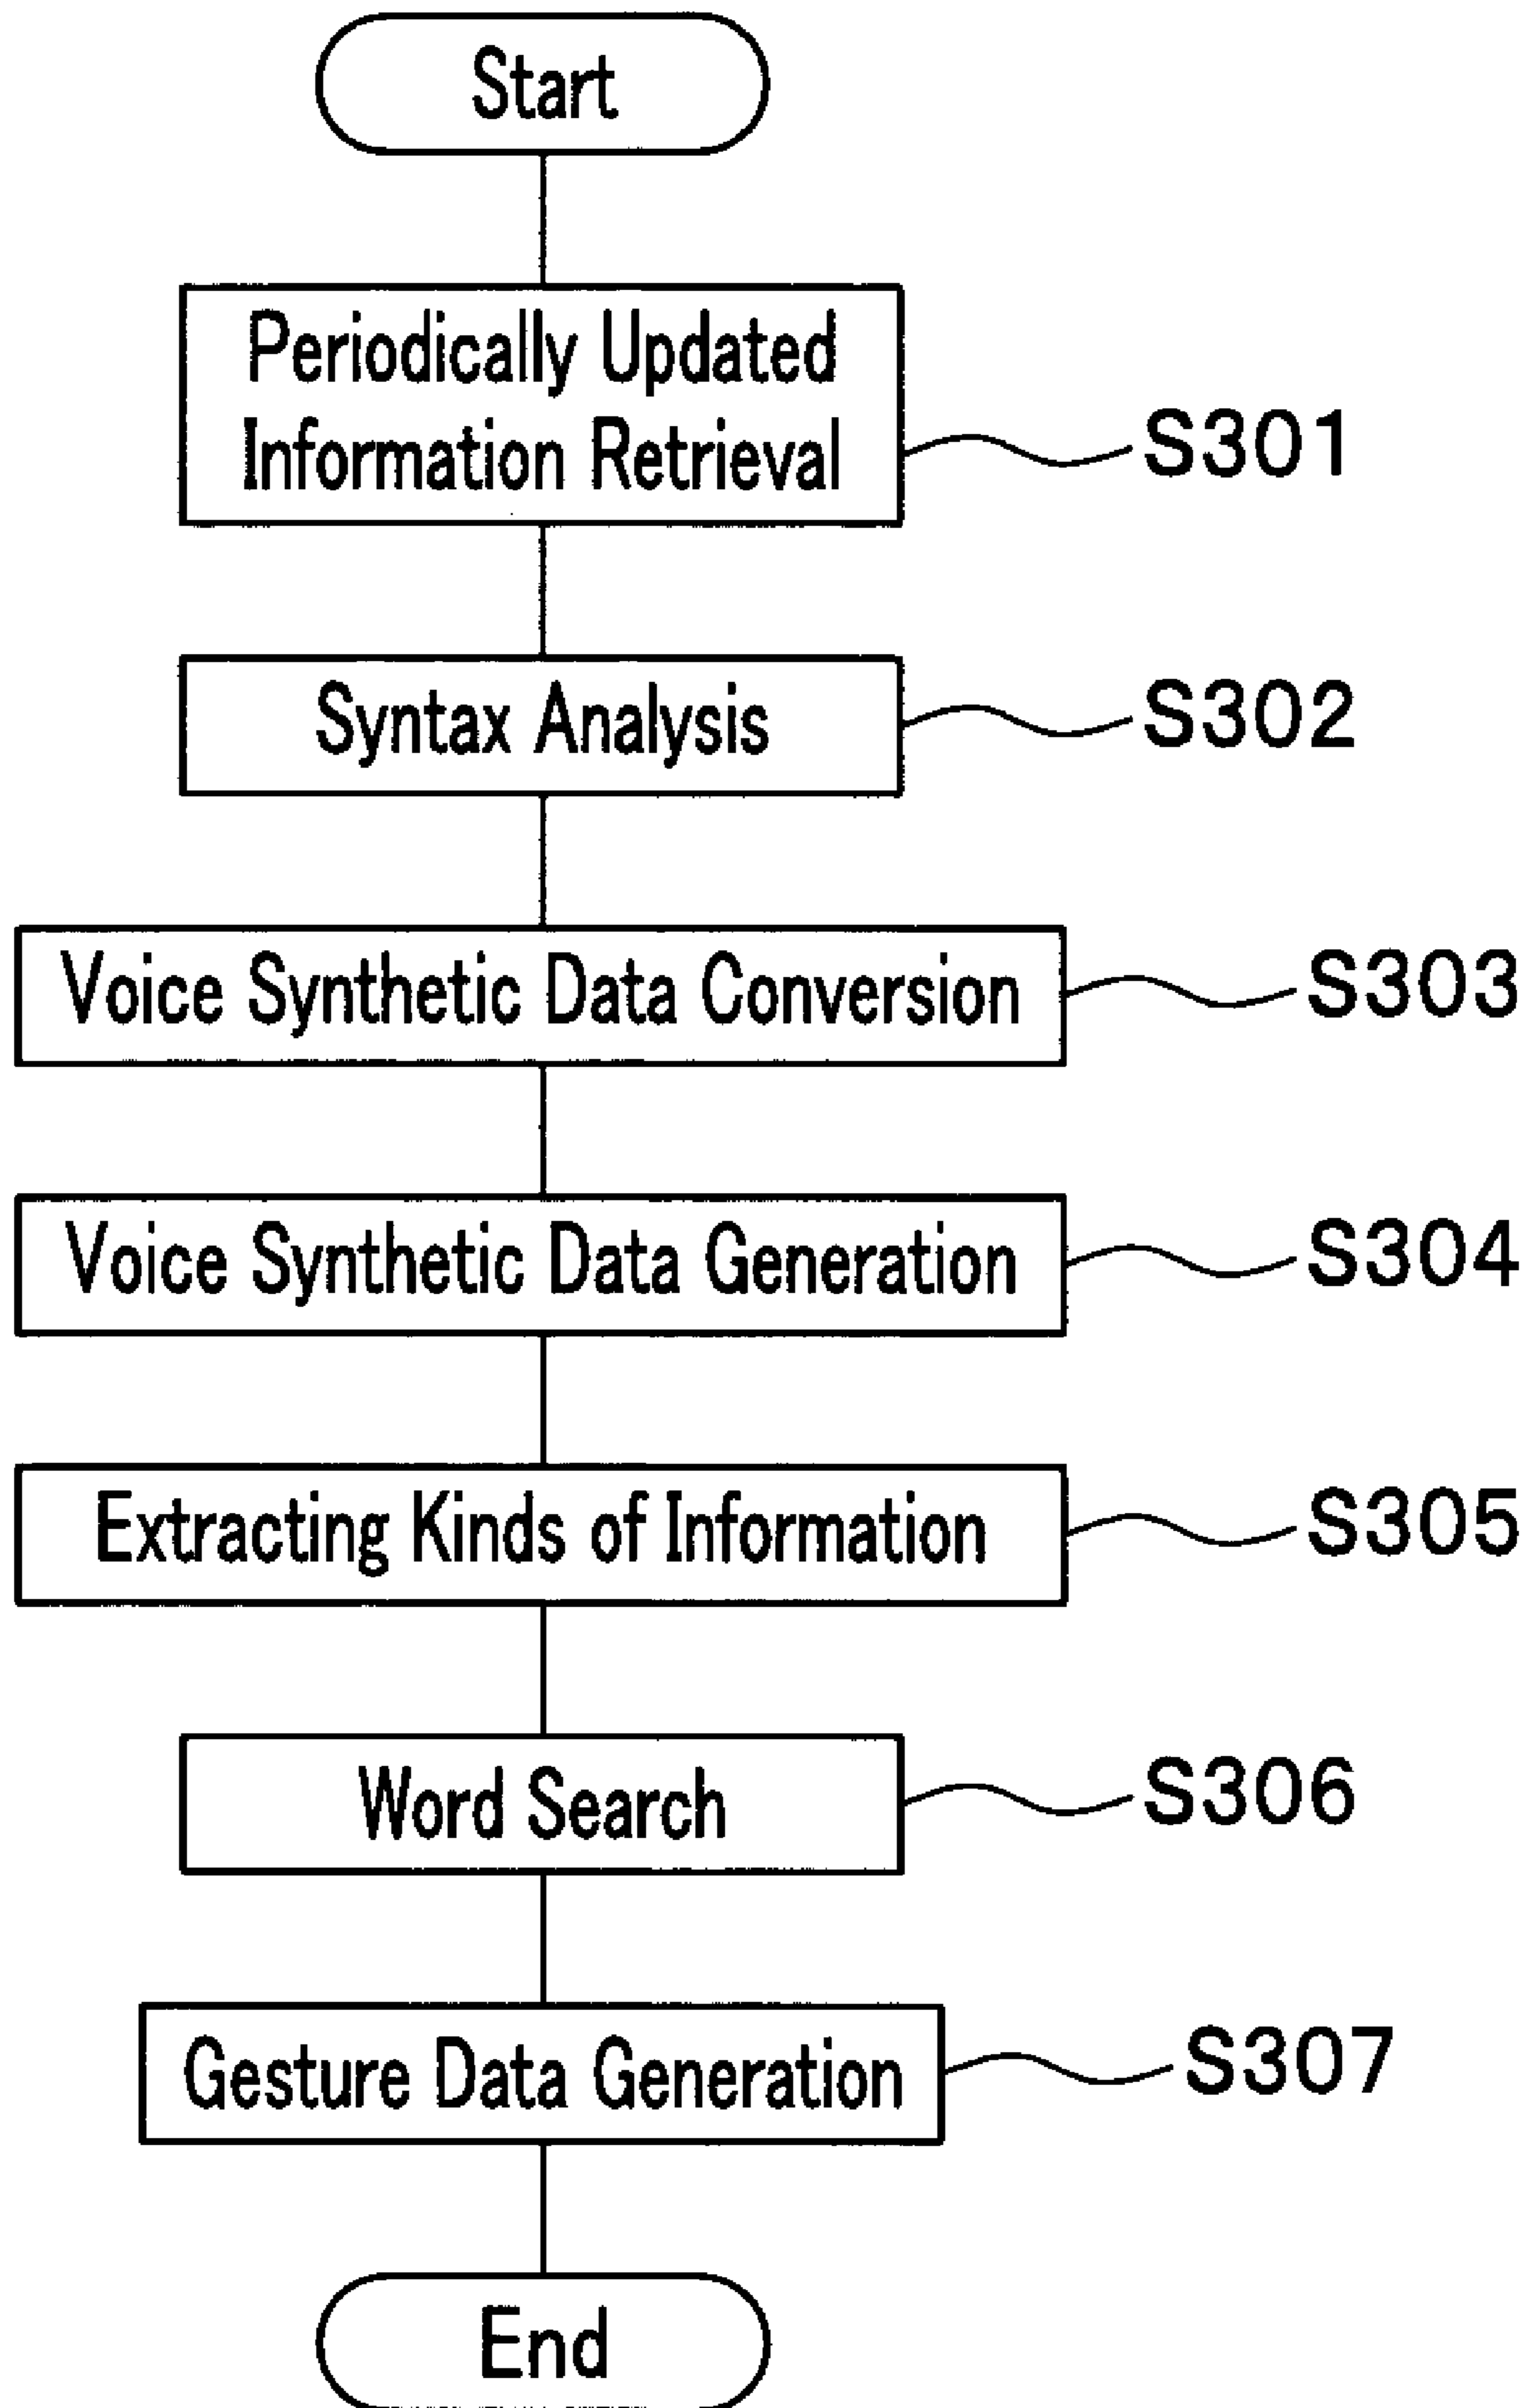 Start
Periodically Updated
Information Retrieval
S301
Syntax Analysis
S302
Voice Synthetic Data Conversion
S303
Voice Synthetic Data Generation
S304
Extracting Kinds of Information
S305
Word Search
S306
Gesture Data Generation
S307
End